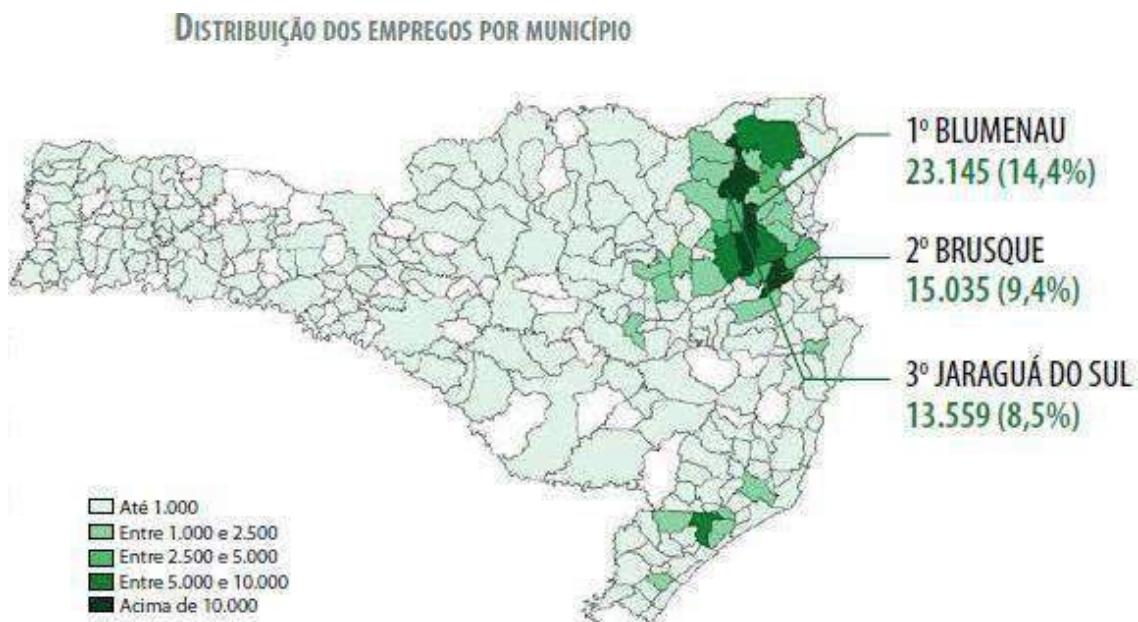 DISTRIBUIÇÃO DOS EMPREGOS POR MUNICÍPIO
1º BLUMENAU
23.145 (14,4%)
2º BRUSQUE
15.035 (9,4%)
3º JARAGUÁ DO SUL
13.559 (8,5%)
Até 1.000
Entre 1.000 e 2.500
Entre 2.500 e 5.000
Entre 5.000 e 10.000
Acima de 10.000